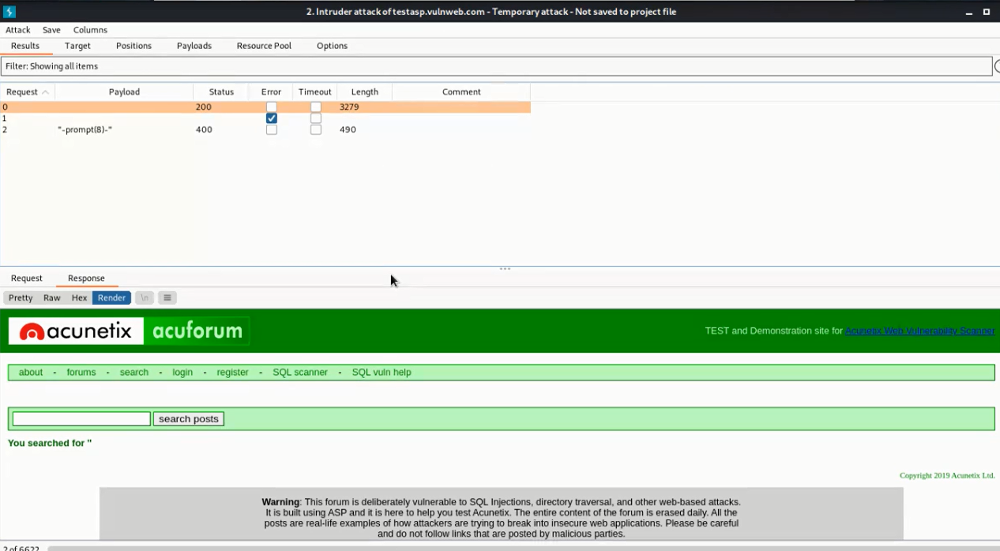 2. Intruder attack of testasp.vulnweb.com - Temporary attack - Not saved to project file
Attack Save Columns
Results Target Positions Payloads Resource Pool Options
Filter: Showing all items
Request Payload Status Error Timeout Length Comment
0 200 3279
1
2 "-prompt(8)-" 400 490
Request Response
Pretty Raw Hex Render \n
acunetix acuforum
TEST and Demonstration site for Acunetix Web Vulnerability Scanner
about - forums - search - login - register - SQL scanner - SQL vuln help
search posts
You searched for ''
Copyright 2019 Acunetix Ltd.
Warning: This forum is deliberately vulnerable to SQL Injections, directory traversal, and other web-based attacks.
It is built using ASP and it is here to help you test Acunetix. The entire content of the forum is erased daily. All the
posts are real-life examples of how attackers are trying to break into insecure web applications. Please be careful
and do not follow links that are posted by malicious parties.
2 of 6622